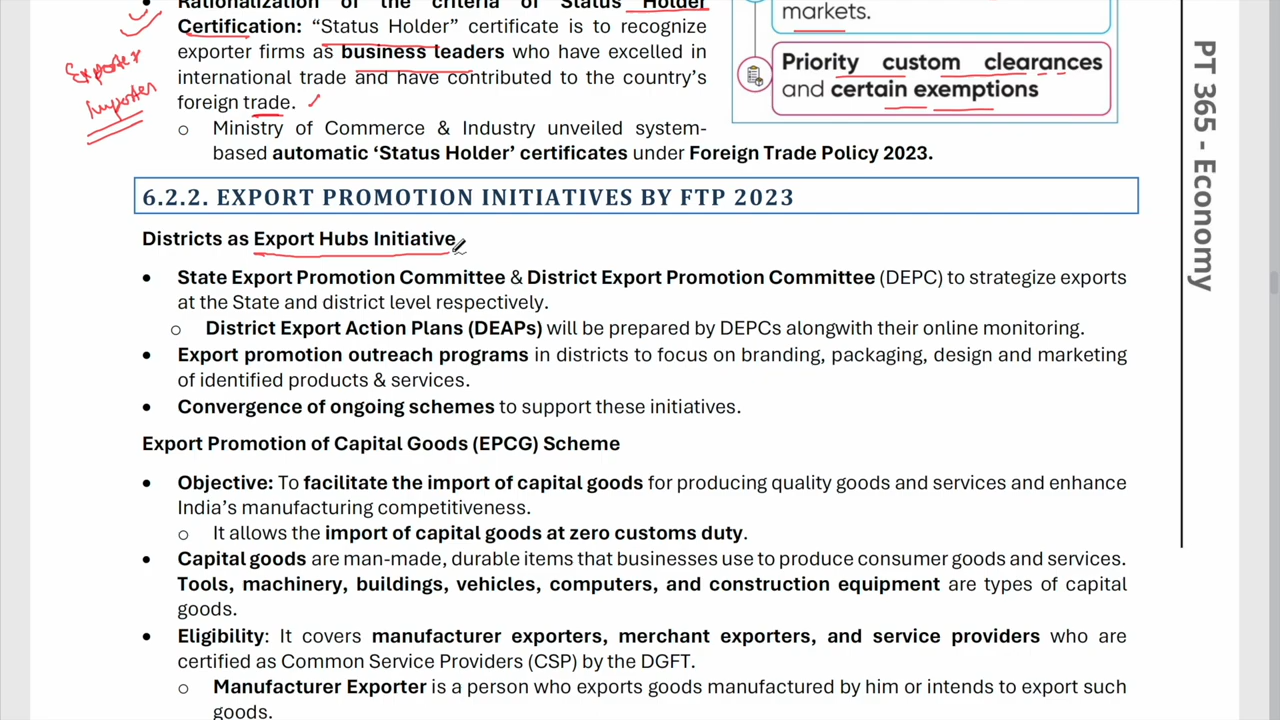 Rationalization of the criteria of Status Holder
Certification: “Status Holder” certificate is to recognize
exporter firms as business leaders who have excelled in
international trade and have contributed to the country’s
foreign trade.
Exporter
Importer
o Ministry of Commerce & Industry unveiled system-
based automatic ‘Status Holder’ certificates under Foreign Trade Policy 2023.
markets.
Priority custom clearances
and certain exemptions
6.2.2. EXPORT PROMOTION INITIATIVES BY FTP 2023
Districts as Export Hubs Initiative
• State Export Promotion Committee & District Export Promotion Committee (DEPC) to strategize exports
at the State and district level respectively.
o District Export Action Plans (DEAPs) will be prepared by DEPCs alongwith their online monitoring.
• Export promotion outreach programs in districts to focus on branding, packaging, design and marketing
of identified products & services.
• Convergence of ongoing schemes to support these initiatives.
Export Promotion of Capital Goods (EPCG) Scheme
• Objective: To facilitate the import of capital goods for producing quality goods and services and enhance
India’s manufacturing competitiveness.
o It allows the import of capital goods at zero customs duty.
• Capital goods are man-made, durable items that businesses use to produce consumer goods and services.
Tools, machinery, buildings, vehicles, computers, and construction equipment are types of capital
goods.
• Eligibility: It covers manufacturer exporters, merchant exporters, and service providers who are
certified as Common Service Providers (CSP) by the DGFT.
o Manufacturer Exporter is a person who exports goods manufactured by him or intends to export such
goods.
PT 365 - Economy